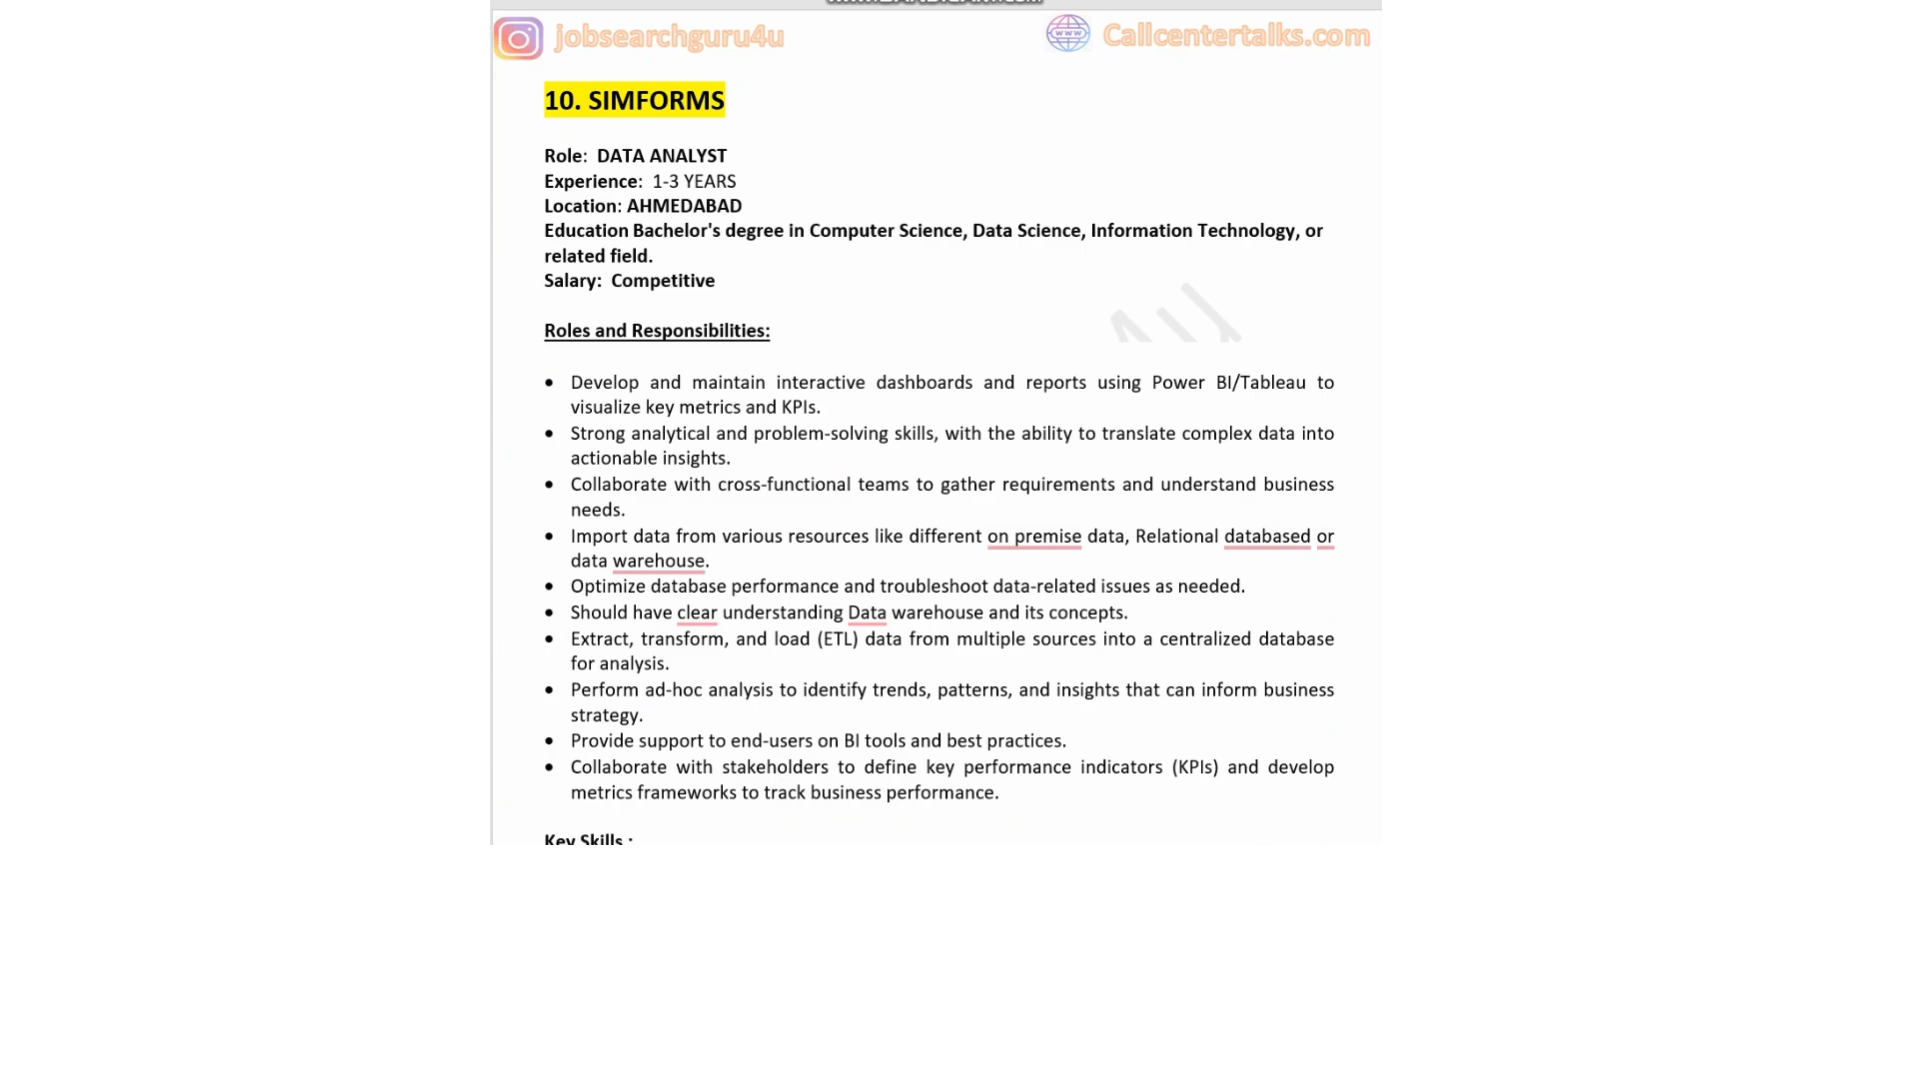 jobsearchguru4u
Callcentertalks.com
10. SIMFORMS
Role: DATA ANALYST
Experience: 1-3 YEARS
Location: AHMEDABAD
Education Bachelor's degree in Computer Science, Data Science, Information Technology, or
related field.
Salary: Competitive
Roles and Responsibilities:
• Develop and maintain interactive dashboards and reports using Power BI/Tableau to
visualize key metrics and KPIs.
• Strong analytical and problem-solving skills, with the ability to translate complex data into
actionable insights.
• Collaborate with cross-functional teams to gather requirements and understand business
needs.
• Import data from various resources like different on premise data, Relational databased or
data warehouse.
• Optimize database performance and troubleshoot data-related issues as needed.
• Should have clear understanding Data warehouse and its concepts.
• Extract, transform, and load (ETL) data from multiple sources into a centralized database
for analysis.
• Perform ad-hoc analysis to identify trends, patterns, and insights that can inform business
strategy.
• Provide support to end-users on BI tools and best practices.
• Collaborate with stakeholders to define key performance indicators (KPIs) and develop
metrics frameworks to track business performance.
Key Skills :